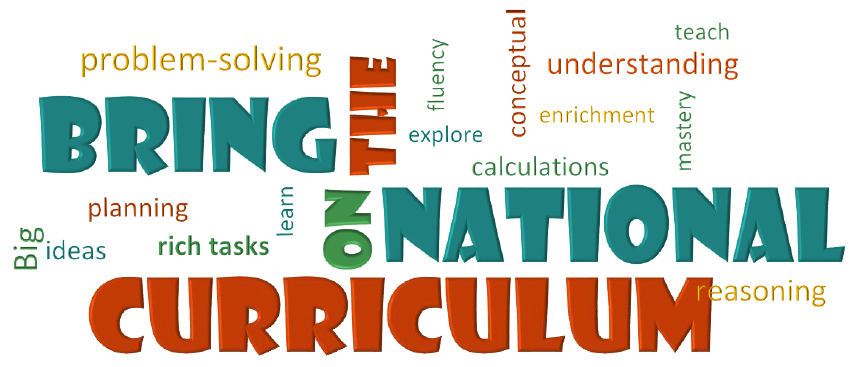 problem-solving
BRING
THE
fluency
conceptual
teach
understanding
explore
enrichment
mastery
calculations
planning
learn
ON
NATIONAL
Big
ideas
rich tasks
CURRICULUM
reasoning